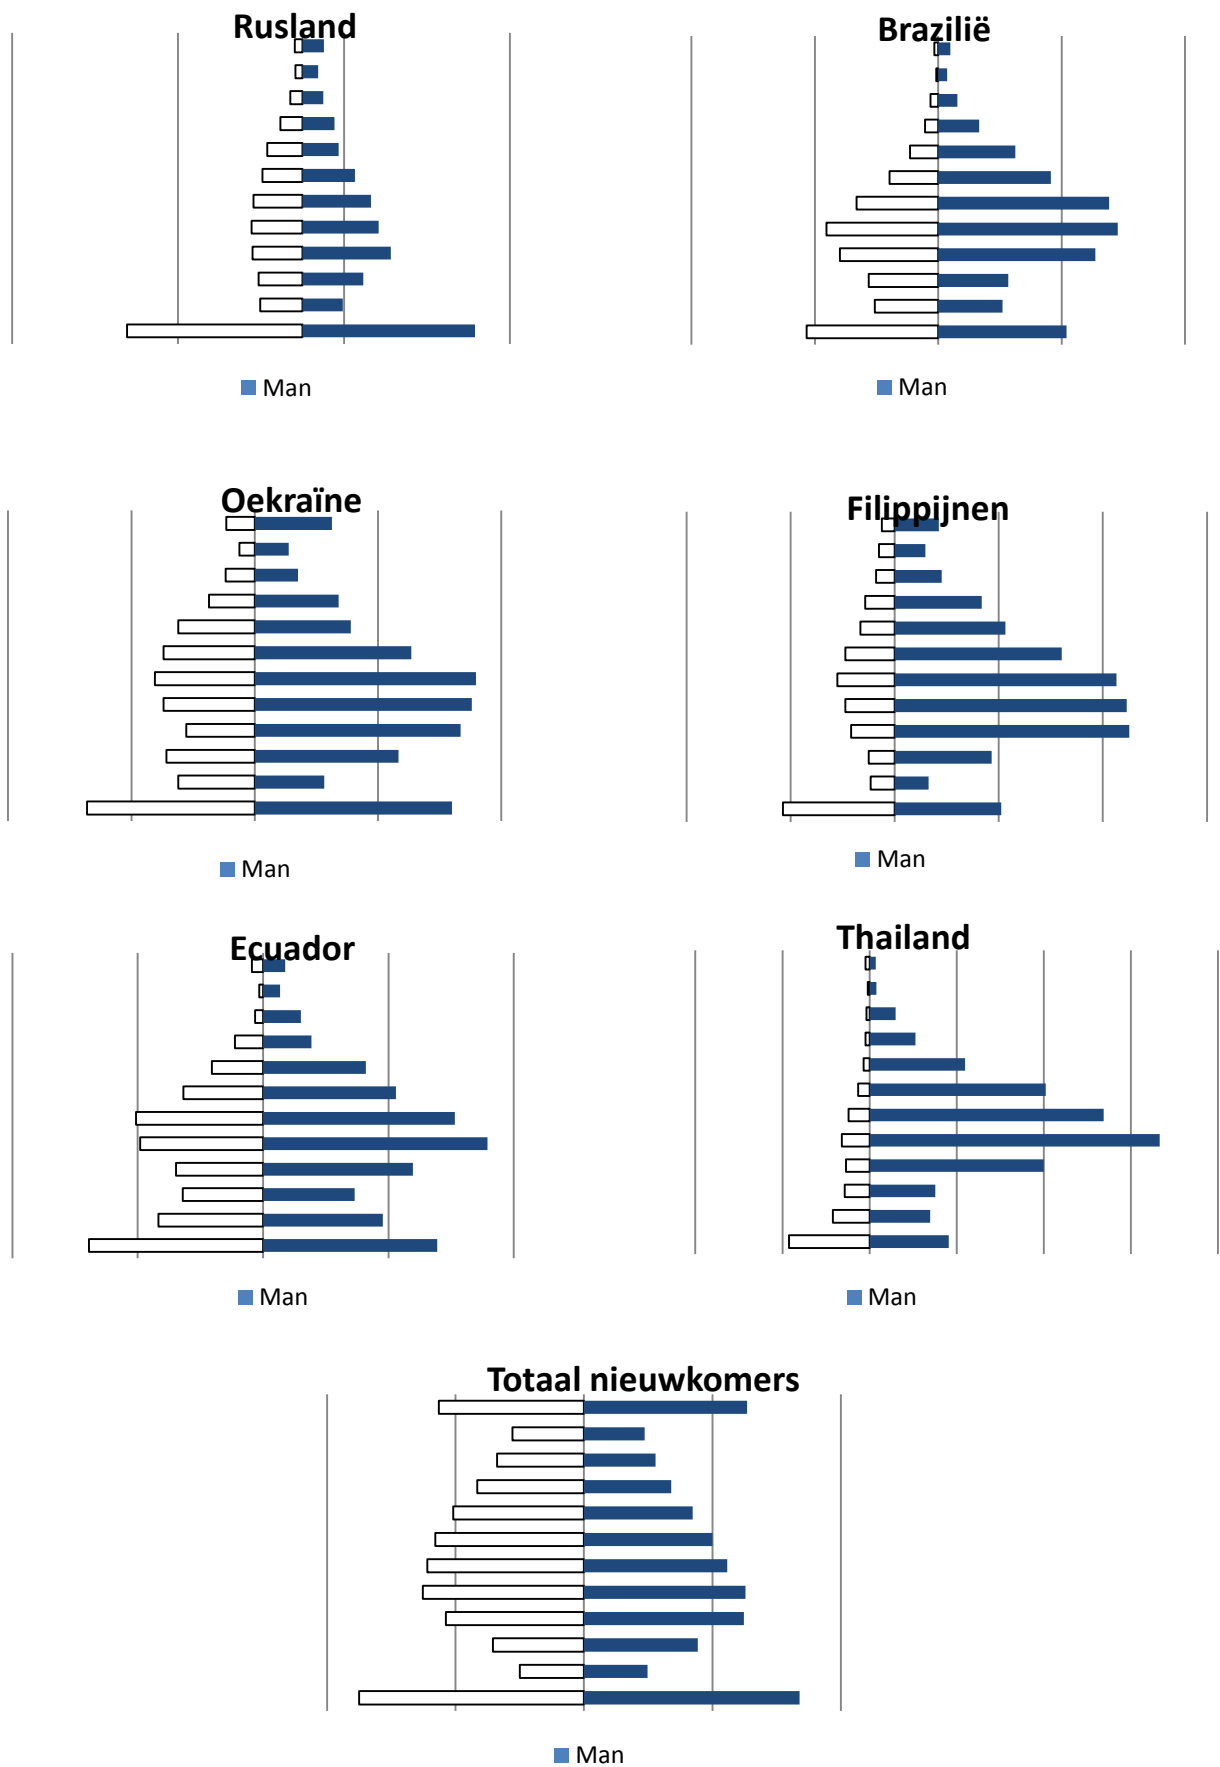 Rusland
Brazilië
Man
Man
Oekraïne
Filippijnen
Man
Man
Ecuador
Thailand
Man
Man
Totaal nieuwkomers
Man